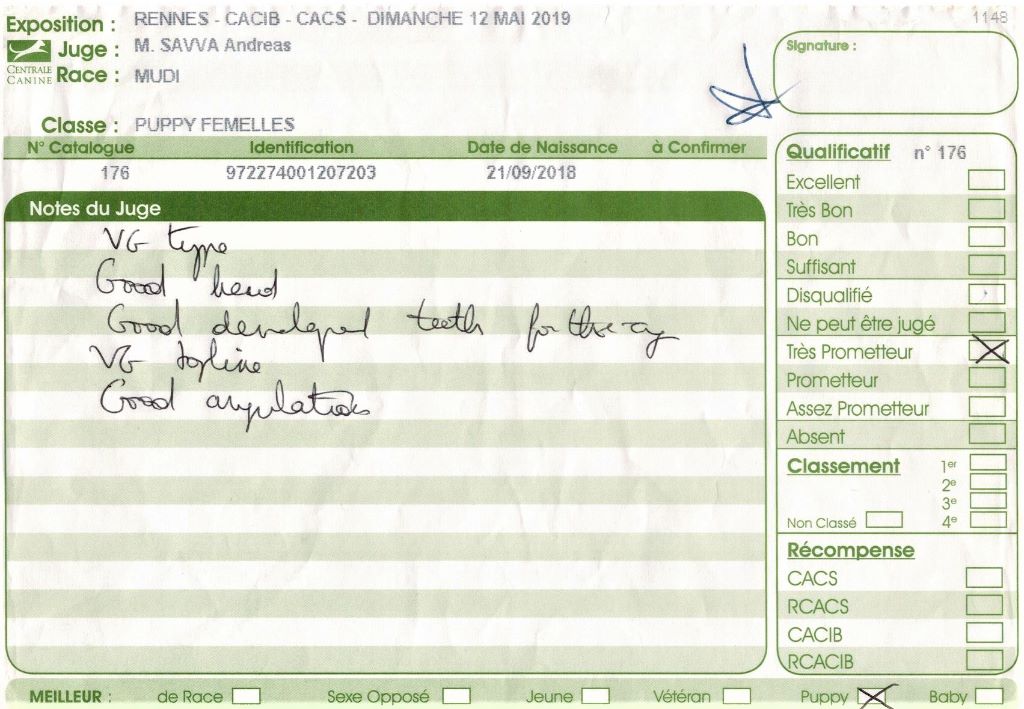 Exposition : RENNES - CACIB - CACS - DIMANCHE 12 MAI 2019
1148
CENTRALE CANINE
Juge : M. SAVVA Andreas
Race : MUDI
Signature :
Classe : PUPPY FEMELLES
N° Catalogue Identification Date de Naissance à Confirmer
176 972274001207203 21/09/2018
Notes du Juge
VG type
Good head
Good developed teeth for the
VG topline
Good angulations
Qualificatif n° 176
Excellent
Très Bon
Bon
Suffisant
Disqualifié
Ne peut être jugé
Très Prometteur
Prometteur
Assez Prometteur
Absent
Classement 1er
2e
3e
Non Classé 4e
Récompense
CACS
RCACS
CACIB
RCACIB
MEILLEUR : de Race Sexe Opposé Jeune Vétéran Puppy Baby